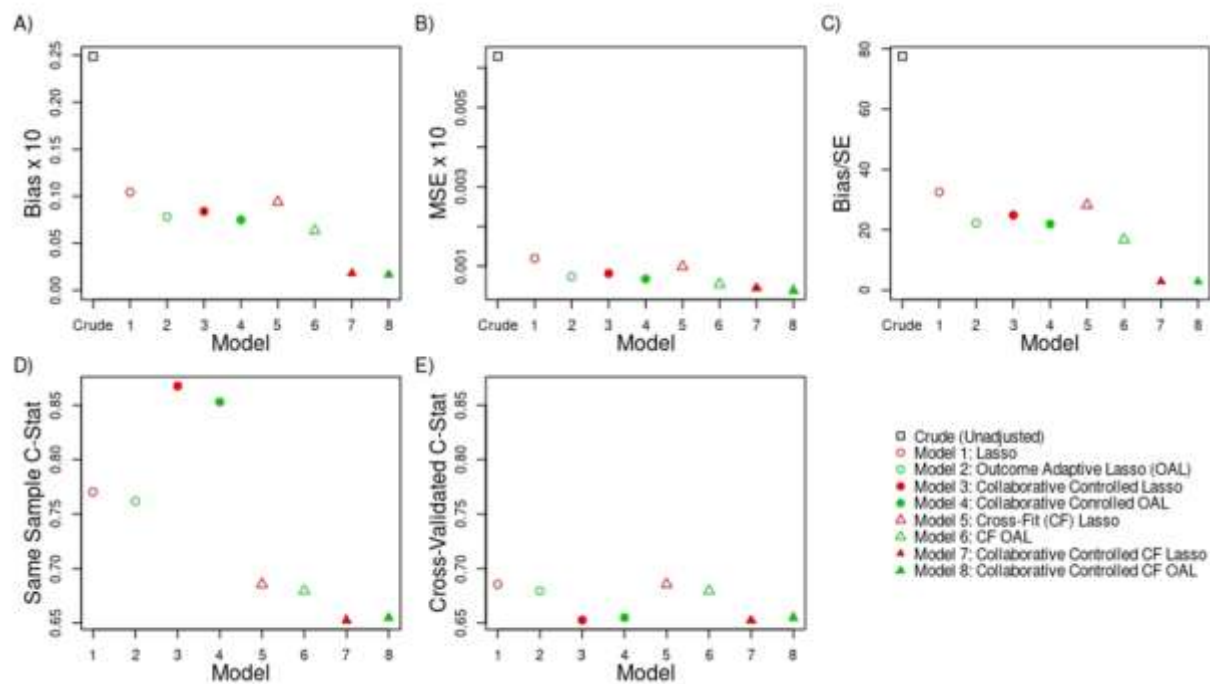 A)
Bias x 10
0.25
0.20
0.15
0.10
0.05
0.00
Crude 1 2 3 4 5 6 7 8
Model
B)
MSE x 10
0.005
0.003
0.001
Crude 1 2 3 4 5 6 7 8
Model
C)
Bias/SE
80
60
40
20
0
Crude 1 2 3 4 5 6 7 8
Model
D)
Same Sample C-Stat
0.85
0.80
0.75
0.70
0.65
1 2 3 4 5 6 7 8
Model
E)
Cross-Validated C-Stat
0.85
0.80
0.75
0.70
0.65
1 2 3 4 5 6 7 8
Model
Crude (Unadjusted)
Model 1: Lasso
Model 2: Outcome Adaptive Lasso (OAL)
Model 3: Collaborative Controlled Lasso
Model 4: Collaborative Conrolled OAL
Model 5: Cross-Fit (CF) Lasso
Model 6: CF OAL
Model 7: Collaborative Controlled CF Lasso
Model 8: Collaborative Controlled CF OAL